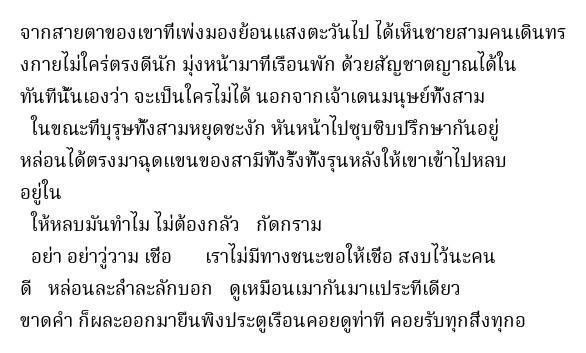 จากสายตาของเขาที่เพ่งมองย้อนแสงตะวันไป ได้เห็นชายสามคนเดินทร
งกายไม่ใคร่ตรงดีนัก มุ่งหน้ามาที่เรือนพัก ด้วยสัญชาตญาณได้ใน
ทันทีนั้นเองว่า จะเป็นใครไม่ได้ นอกจากเจ้าเดนมนุษย์ทั้งสาม
ในขณะที่บุรุษทั้งสามหยุดชะงัก หันหน้าไปซุบซิบปรึกษากันอยู่
หล่อนได้ตรงมาฉุดแขนของสามีทั้งรั้งทั้งรุนหลังให้เขาเข้าไปหลบ
อยู่ใน
ให้หลบมันทำไม ไม่ต้องกลัว กัดกราม
อย่า อย่าวู่วาม เชื่อ เราไม่มีทางชนะขอให้เชื่อ สงบไว้นะคน
ดี หล่อนละล่ำละลักบอก ดูเหมือนเมากันมาแประทีเดียว
ขาดคำ ก็ผละออกมายืนพิงประตูเรือนคอยดูท่าที คอยรับทุกสิ่งทุกอ